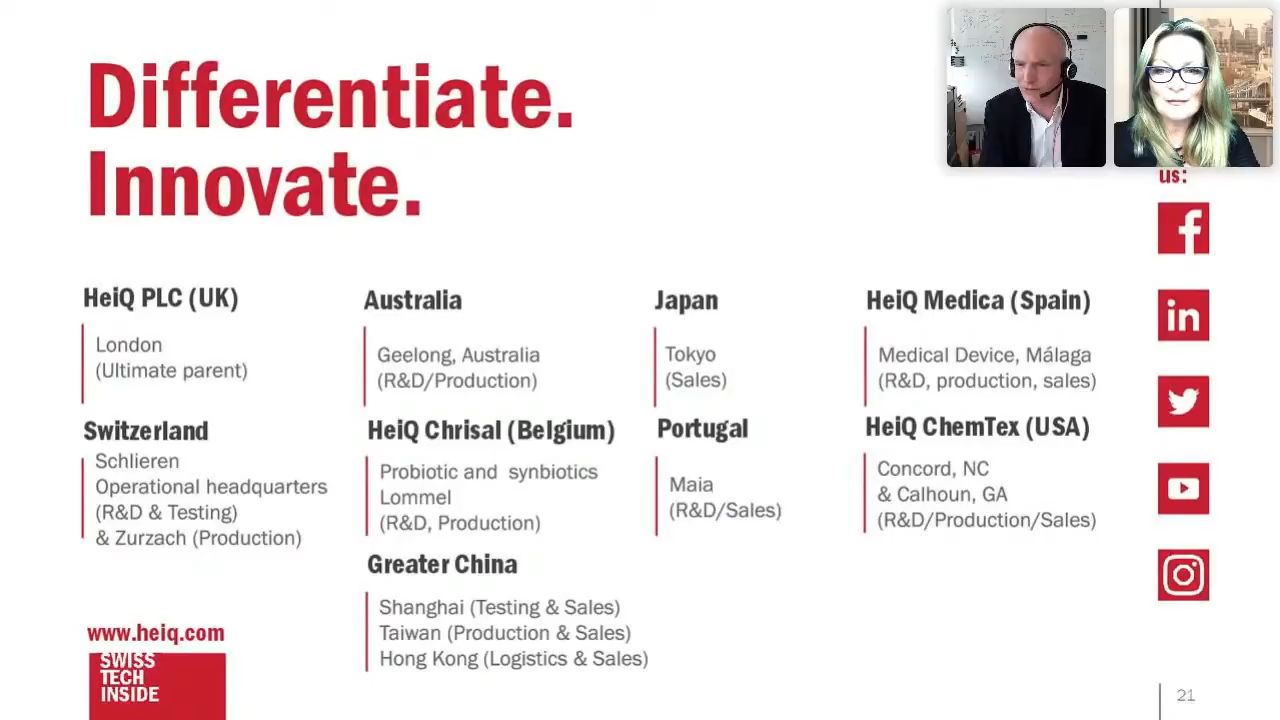 Differentiate.
Innovate.
us:
HeiQ PLC (UK)
London
(Ultimate parent)
Australia
Geelong, Australia
(R&D/Production)
Japan
Tokyo
(Sales)
HeiQ Medica (Spain)
Medical Device, Málaga
(R&D, production, sales)
Switzerland
Schlieren
Operational headquarters
(R&D & Testing)
& Zurzach (Production)
HeiQ Chrisal (Belgium)
Probiotic and synbiotics
Lommel
(R&D, Production)
Portugal
Maia
(R&D/Sales)
HeiQ ChemTex (USA)
Concord, NC
& Calhoun, GA
(R&D/Production/Sales)
Greater China
Shanghai (Testing & Sales)
Taiwan (Production & Sales)
Hong Kong (Logistics & Sales)
www.heiq.com
SWISS
TECH
INSIDE
21